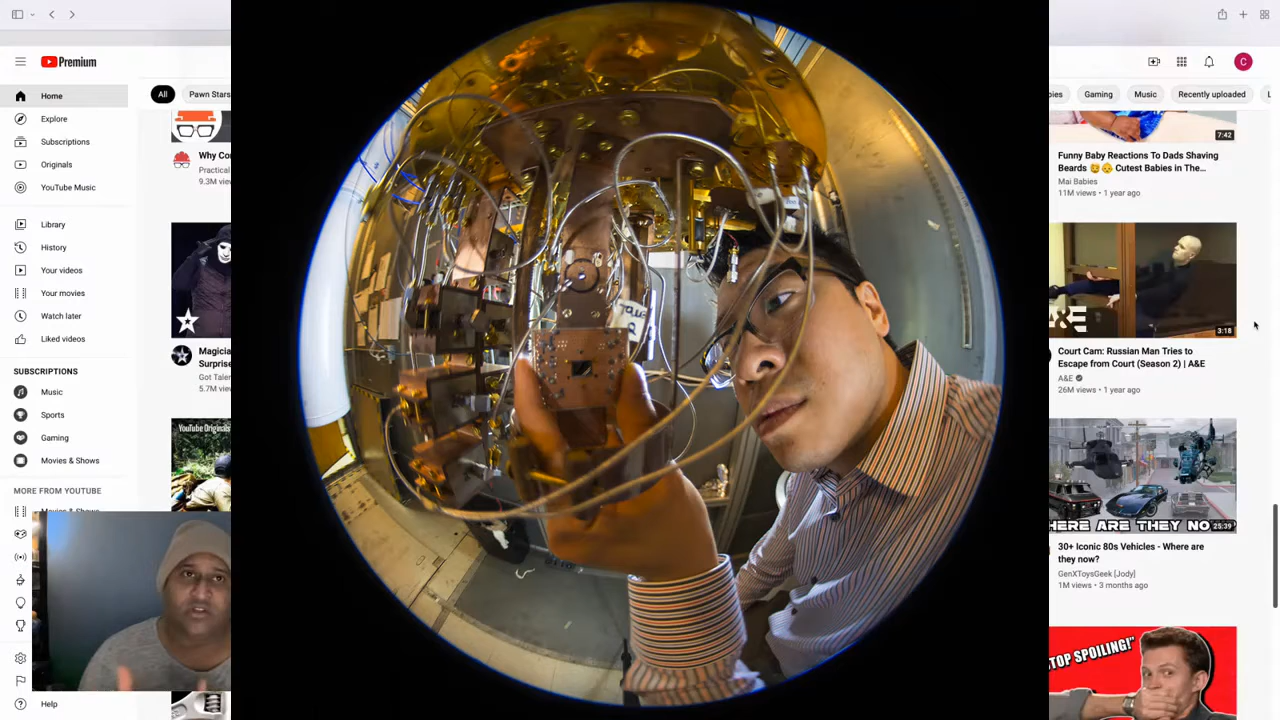 Premium
C
Home
Explore
Subscriptions
Originals
YouTube Music
Library
History
Your videos
Your movies
Watch later
Liked videos
SUBSCRIPTIONS
Music
Sports
Gaming
Movies & Shows
MORE FROM YOUTUBE
Help
All
Pawn Stars
Why Co
Practical
9.3M view
Magicia
Surprise
Got Talen
5.7M view
YouTube Originals
Gaming
Music
Recently uploaded
7:42
Funny Baby Reactions To Dads Shaving
Beards 🤓😳 Cutest Babies in The...
Mai Babies
11M views • 1 year ago
A&E
3:18
Court Cam: Russian Man Tries to
Escape from Court (Season 2) | A&E
A&E
26M views • 1 year ago
HERE ARE THEY NO
25:39
30+ Iconic 80s Vehicles - Where are
they now?
GenXToysGeek [Jody]
1M views • 3 months ago
STOP SPOILING!"